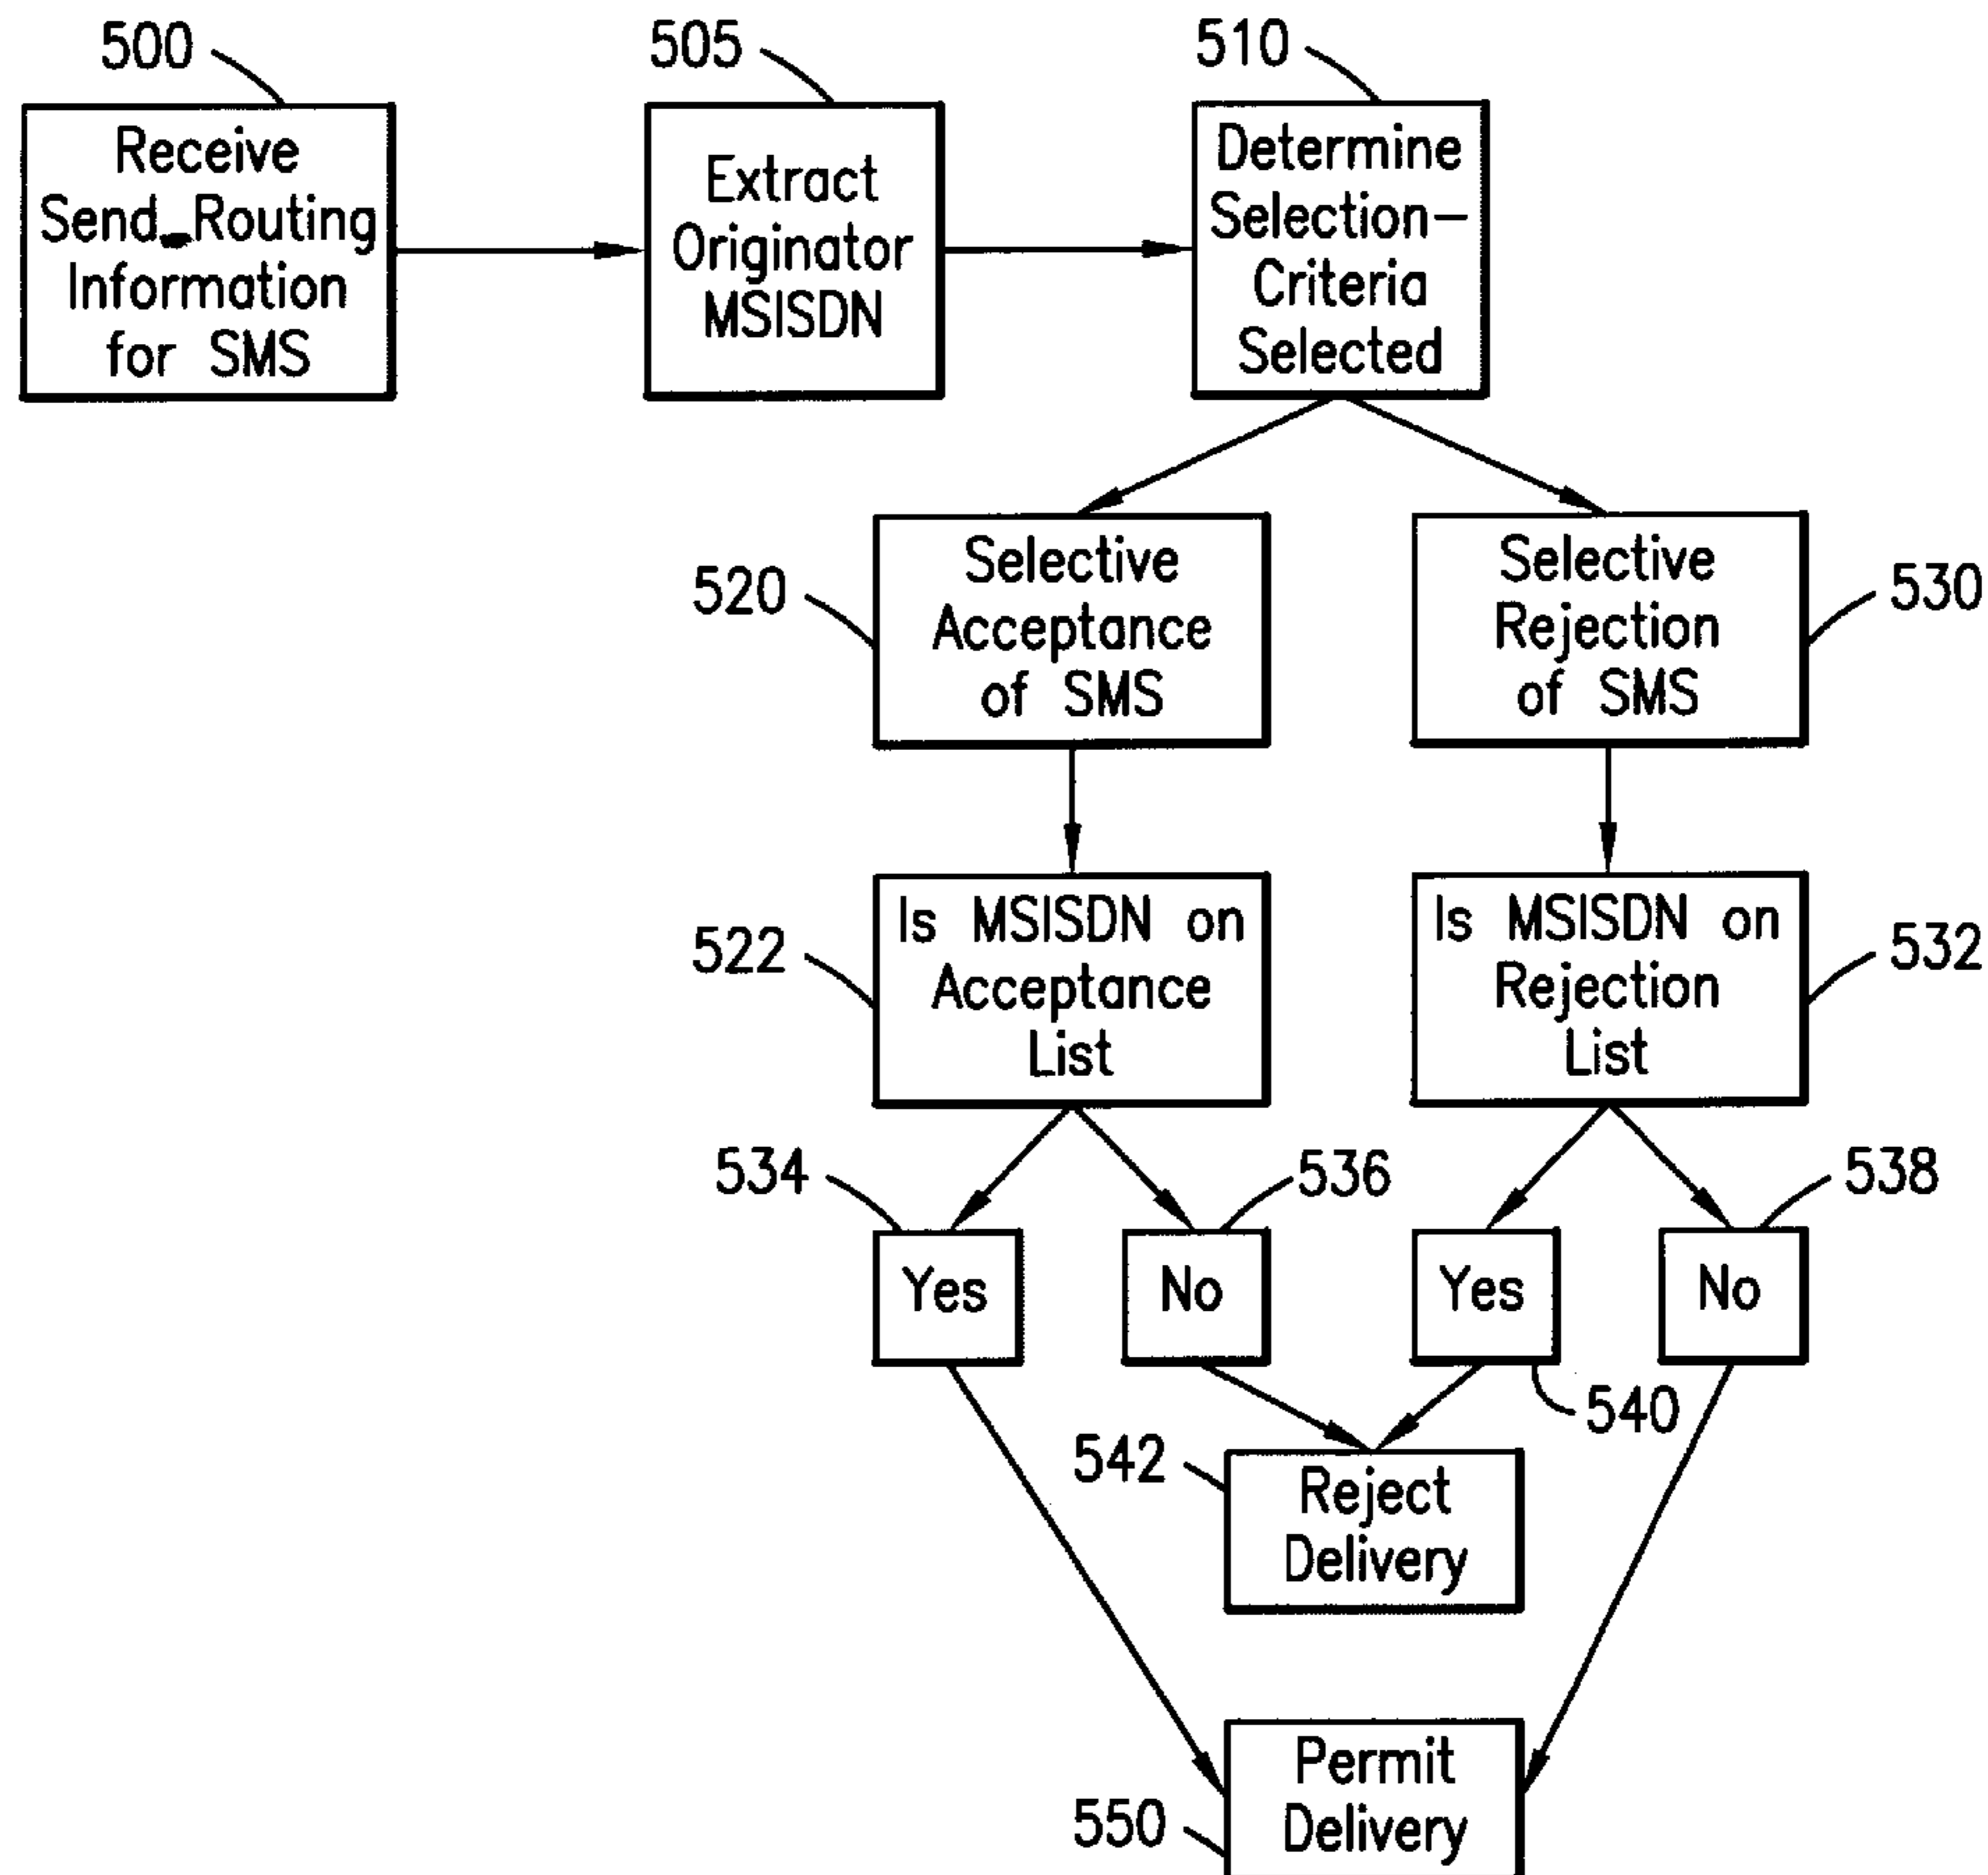 500
505
510
Receive
Send_Routing
Information
for SMS
Extract
Originator
MSISDN
Determine
Selection-
Criteria
Selected
520
Selective
Acceptance
of SMS
Selective
Rejection
of SMS
530
522
Is MSISDN on
Acceptance
List
Is MSISDN on
Rejection
List
532
534
536
538
Yes
No
Yes
No
540
542
Reject
Delivery
550
Permit
Delivery